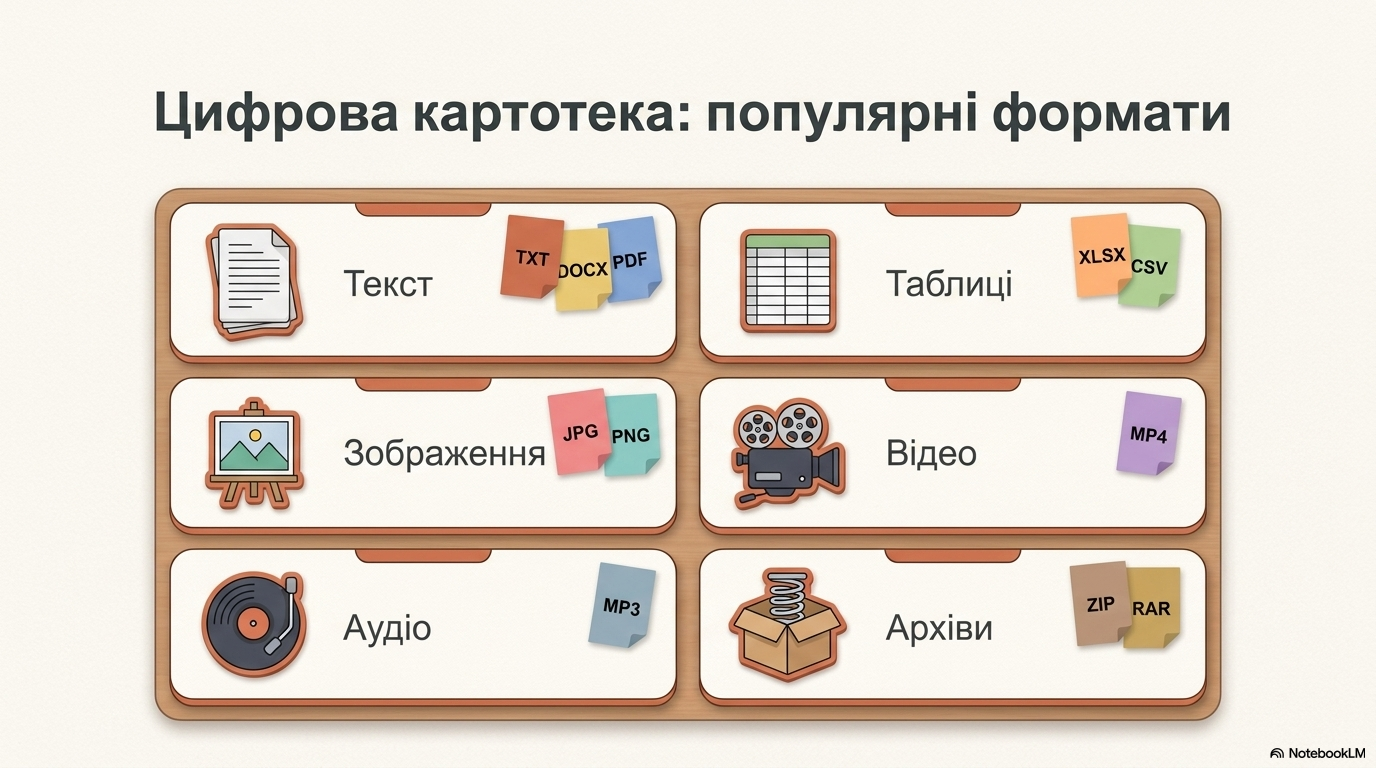 Цифрова картотека: популярні формати
Текст
TXT
DOCX
PDF
Таблиці
XLSX
CSV
Зображення
JPG
PNG
Відео
MP4
Аудіо
MP3
Архіви
ZIP
RAR
NotebookLM